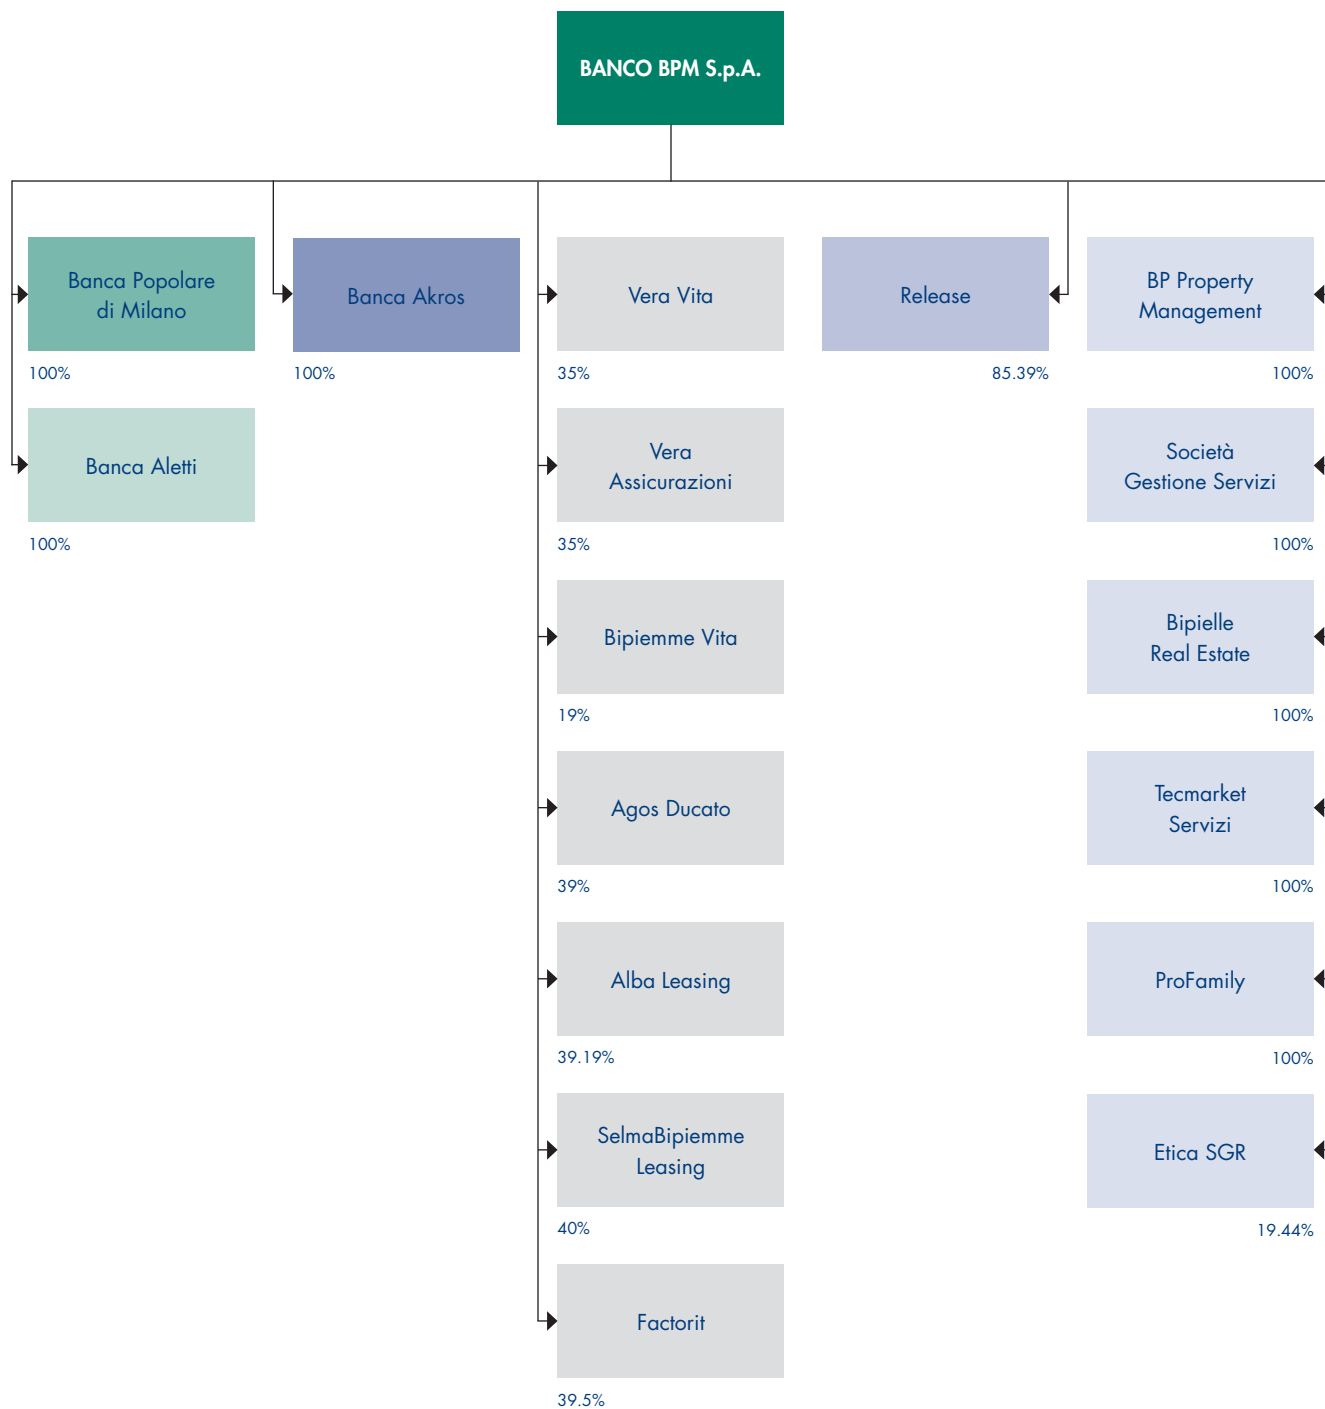 BANCO BPM S.p.A.
Banca Popolare
di Milano
100%
Banca Aletti
100%
Banca Akros
100%
Vera Vita
35%
Vera
Assicurazioni
35%
Bipiemme Vita
19%
Agos Ducato
39%
Alba Leasing
39.19%
SelmaBipiemme
Leasing
40%
Factorit
39.5%
Release
85.39%
BP Property
Management
100%
Società
Gestione Servizi
100%
Bipielle
Real Estate
100%
Tecmarket
Servizi
100%
ProFamily
100%
Etica SGR
19.44%